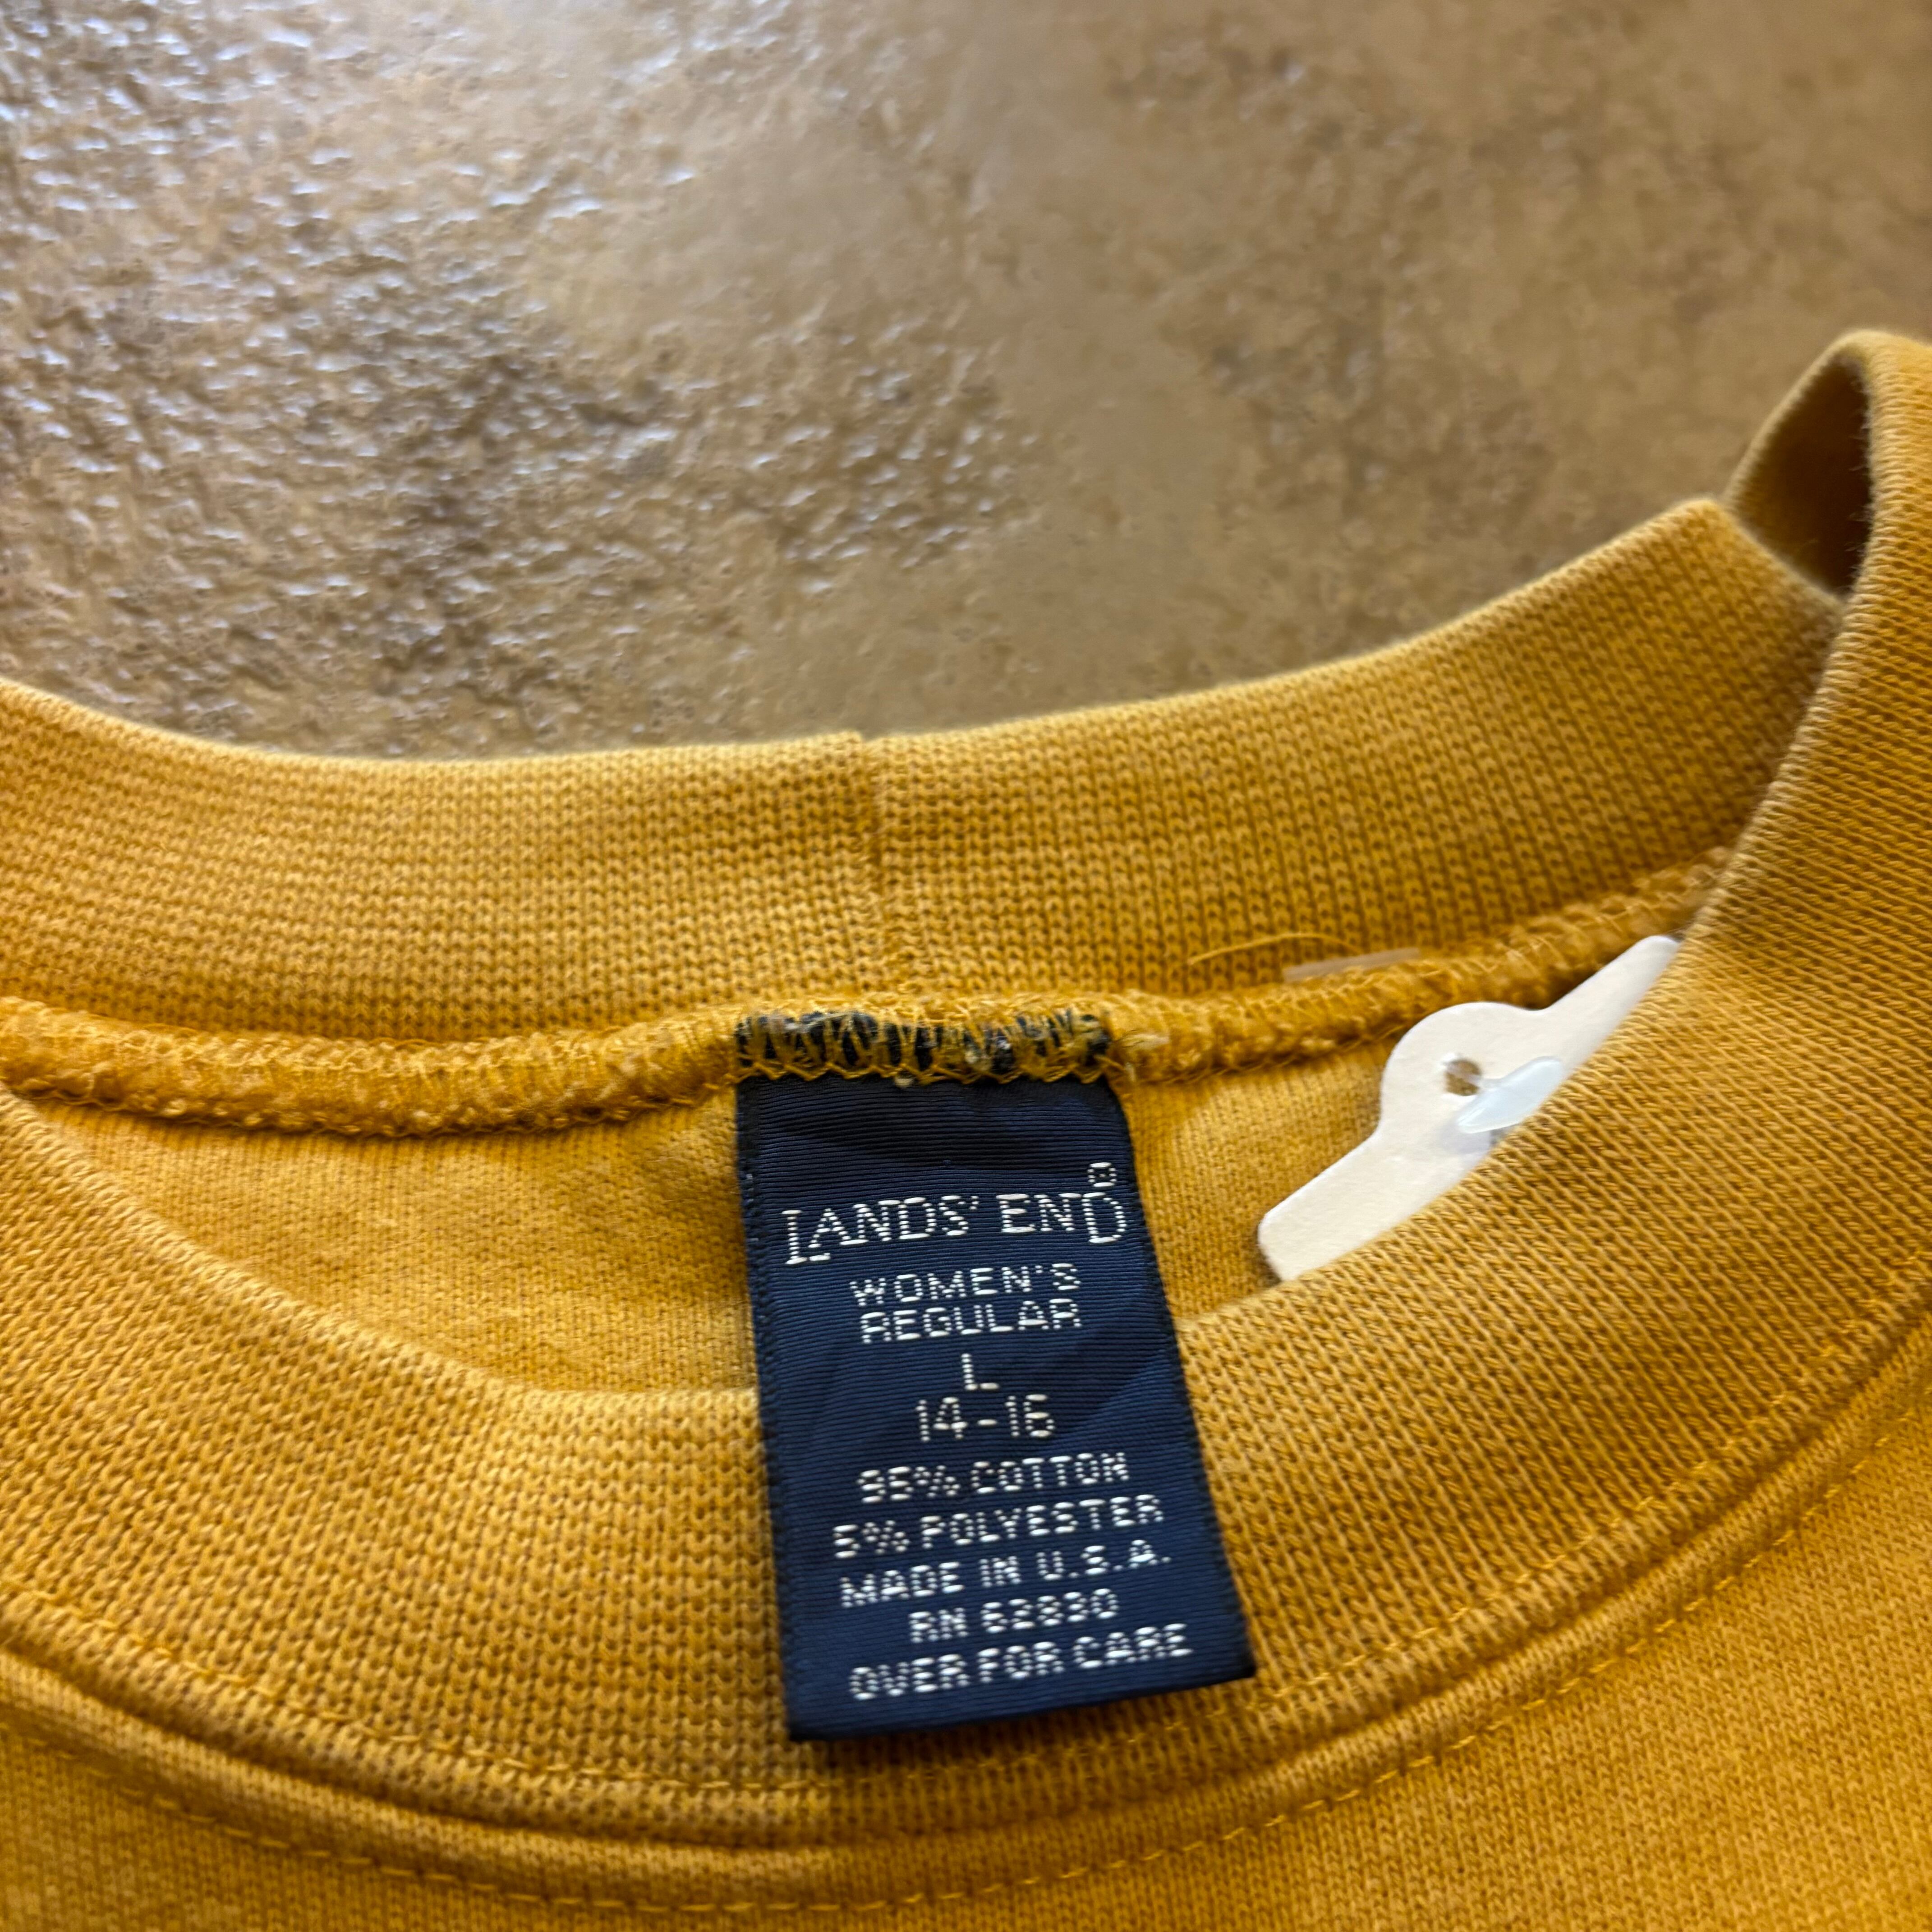 LANDS' END®
WOMEN'S
REGULAR
L
14-16
95% COTTON
5% POLYESTER
MADE IN U.S.A.
RN 62830
OVER FOR CARE